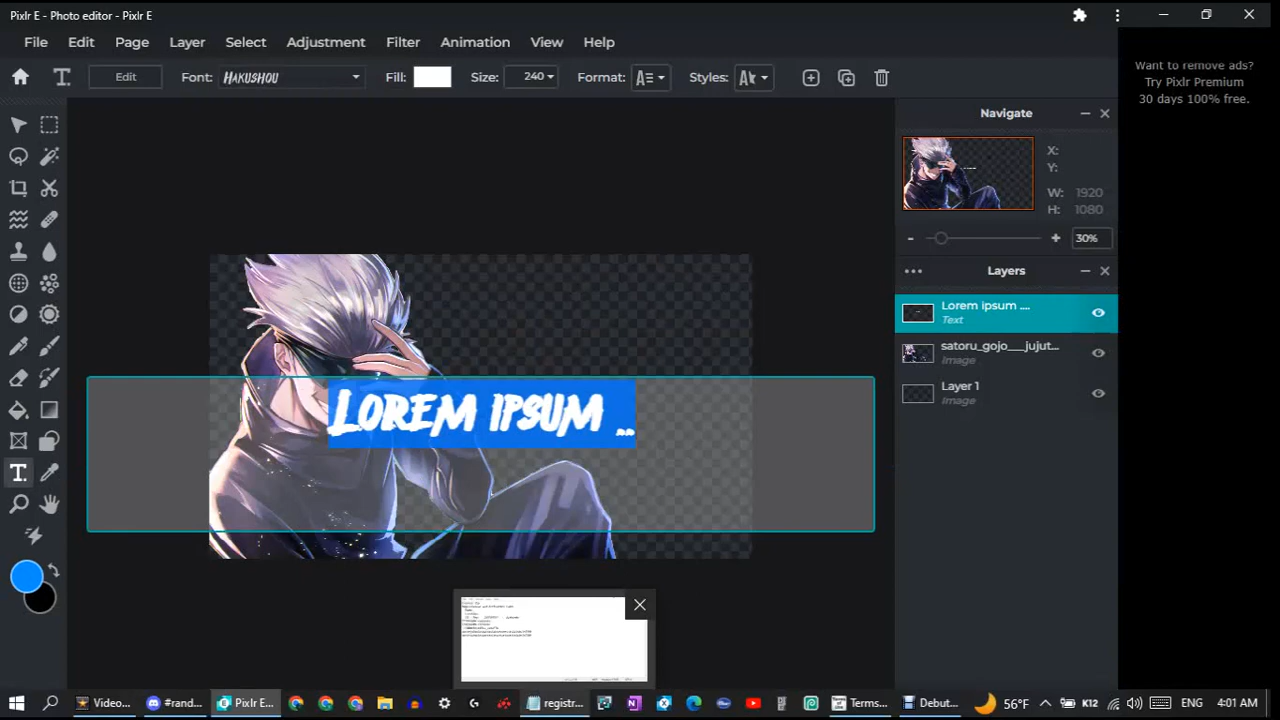 Pixlr E - Photo editor - Pixlr E
File Edit Page Layer Select Adjustment Filter Animation View Help
Edit Font: HAKUSHOU Fill: Size: 240 Format: Styles:
Want to remove ads?
Try Pixlr Premium
30 days 100% free.
Navigate
X:
Y:
W: 1920
H: 1080
30%
Layers
Lorem ipsum ....
Text
satoru_gojo___jujut...
Image
Layer 1
Image
LOREM IPSUM ...
Video... #rand... Pixlr E... registr... Terms... Debut... 56°F K12 ENG 4:01 AM